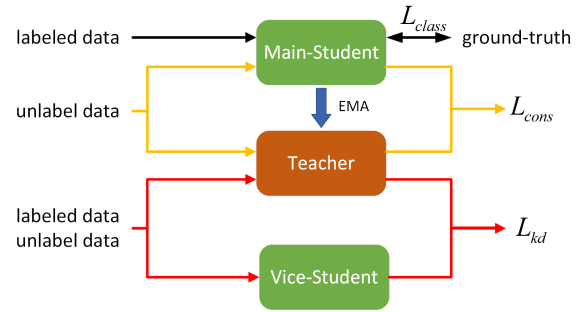 labeled data
Main-Student
L_class
ground-truth
unlabel data
EMA
L_cons
Teacher
labeled data
unlabel data
L_kd
Vice-Student